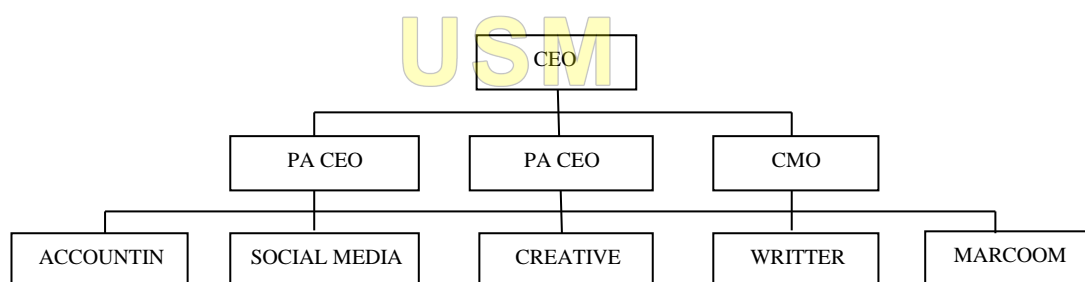 USM
CEO
PA CEO
PA CEO
CMO
ACCOUNTIN
SOCIAL MEDIA
CREATIVE
WRITTER
MARCOOM